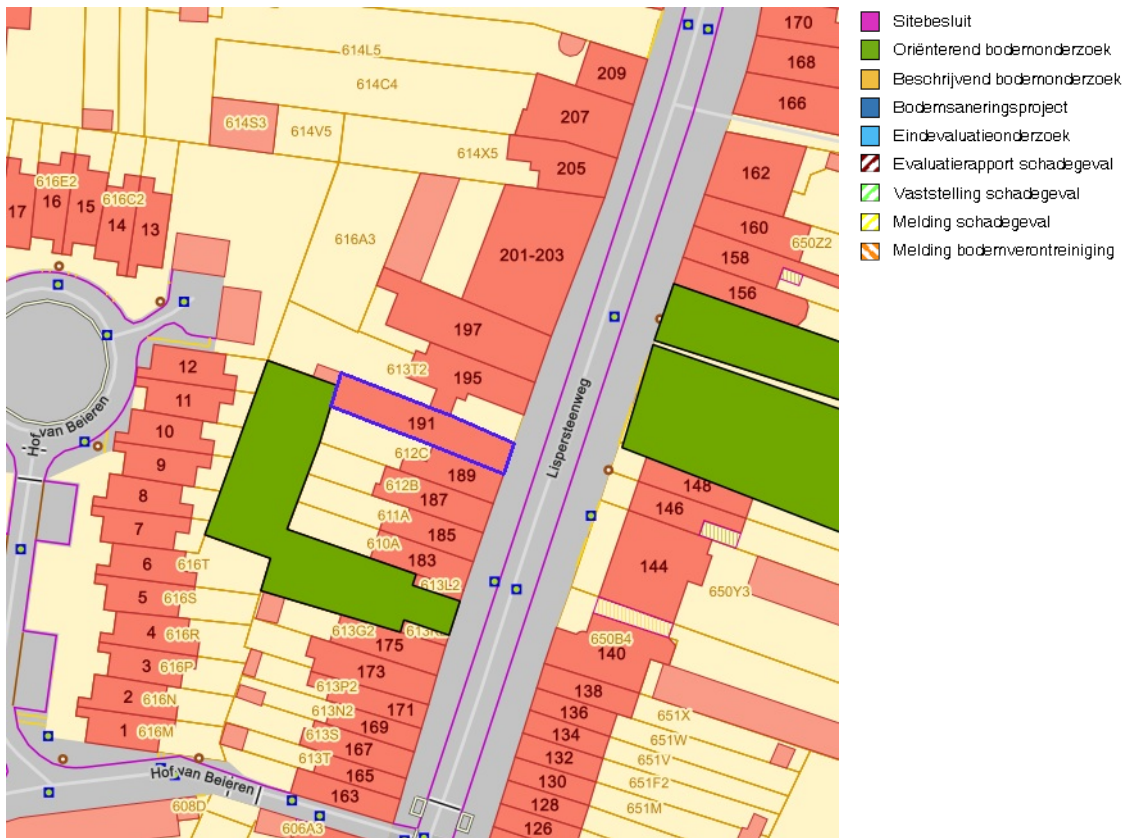 Sitebesluit
Oriënterend bodemonderzoek
Beschrijvend bodemonderzoek
Bodemsaneringsproject
Eindevaluatieonderzoek
Evaluatierapport schadegeval
Vaststelling schadegeval
Melding schadegeval
Melding bodemverontreiniging
170
168
166
162
160
650Z2
158
156
614L5
614C4
209
207
614S3
614V5
614X5
205
616E2
616C2
17
16
15
14
13
616A3
201-203
197
613T2
195
191
Hof van Beieren
Lispersteenweg
12
11
10
9
8
7
6
616T
5
616S
4
616R
3
616P
2
616N
1
616M
612C
189
612B
187
611A
185
610A
183
613L2
613G2
175
173
613P2
171
613N2
169
613S
167
613T
165
163
Hof van Beieren
608D
606A3
148
146
144
650Y3
650B4
140
138
136
651X
134
651W
132
651V
130
651F2
128
651M
126